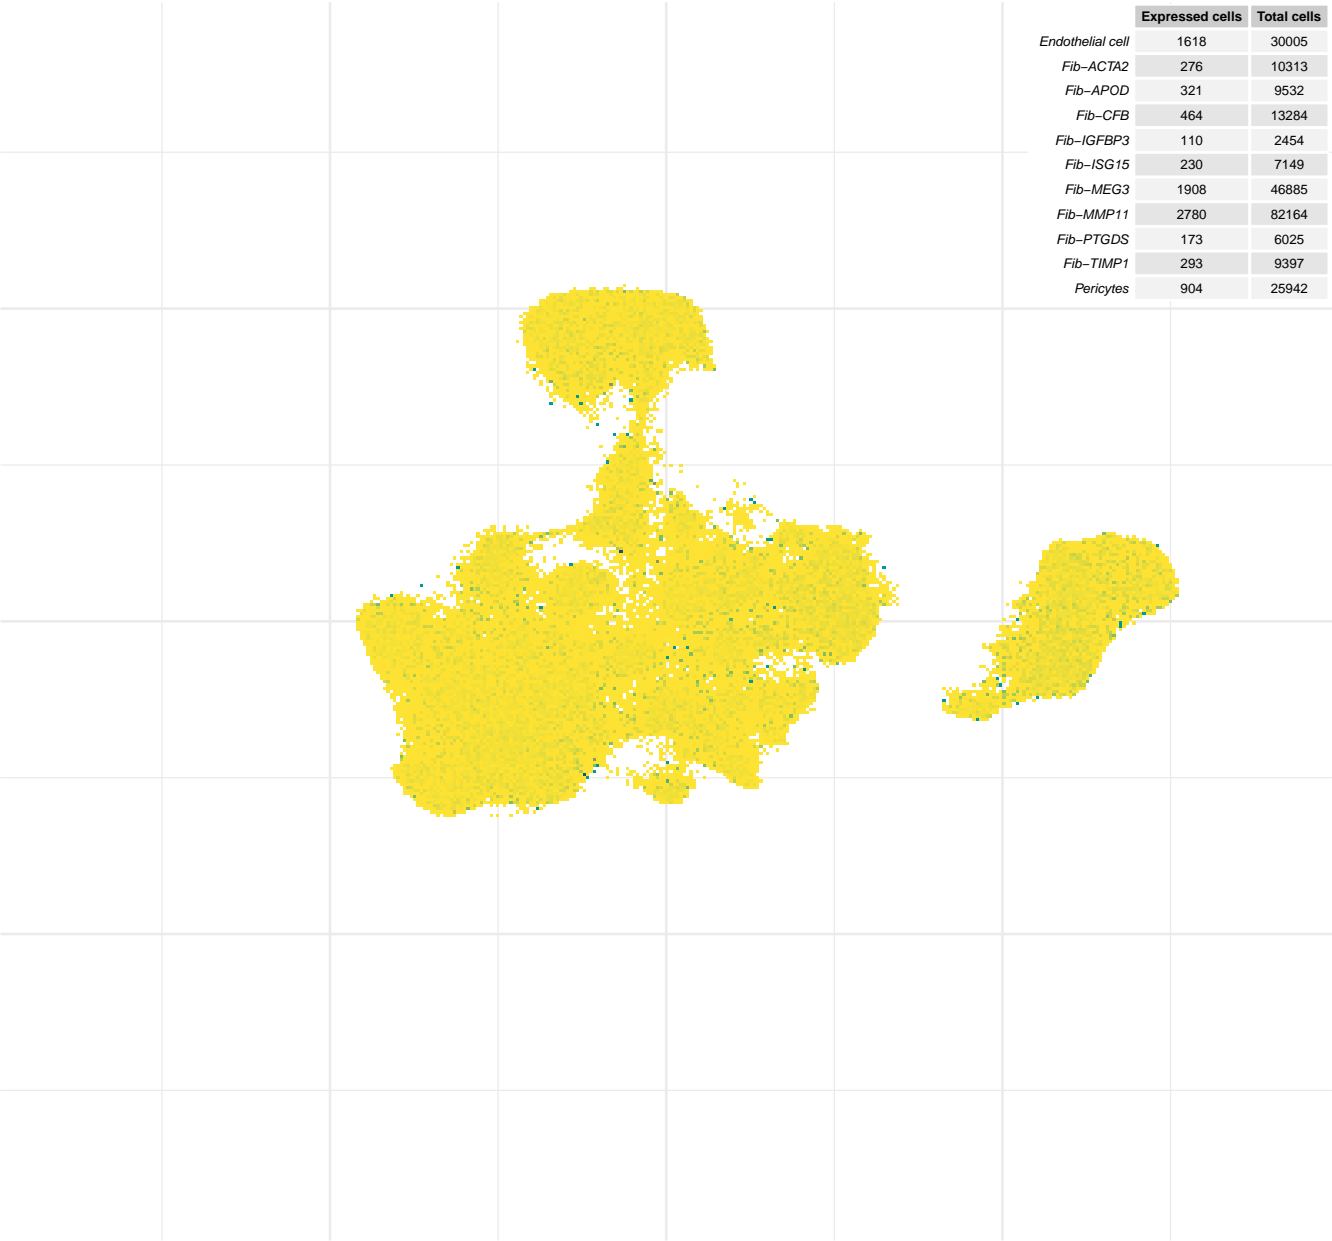 Expressed cells Total cells
Endothelial cell 1618 30005
Fib−ACTA2 276 10313
Fib−APOD 321 9532
Fib−CFB 464 13284
Fib−IGFBP3 110 2454
Fib−ISG15 230 7149
Fib−MEG3 1908 46885
Fib−MMP11 2780 82164
Fib−PTGDS 173 6025
Fib−TIMP1 293 9397
Pericytes 904 25942